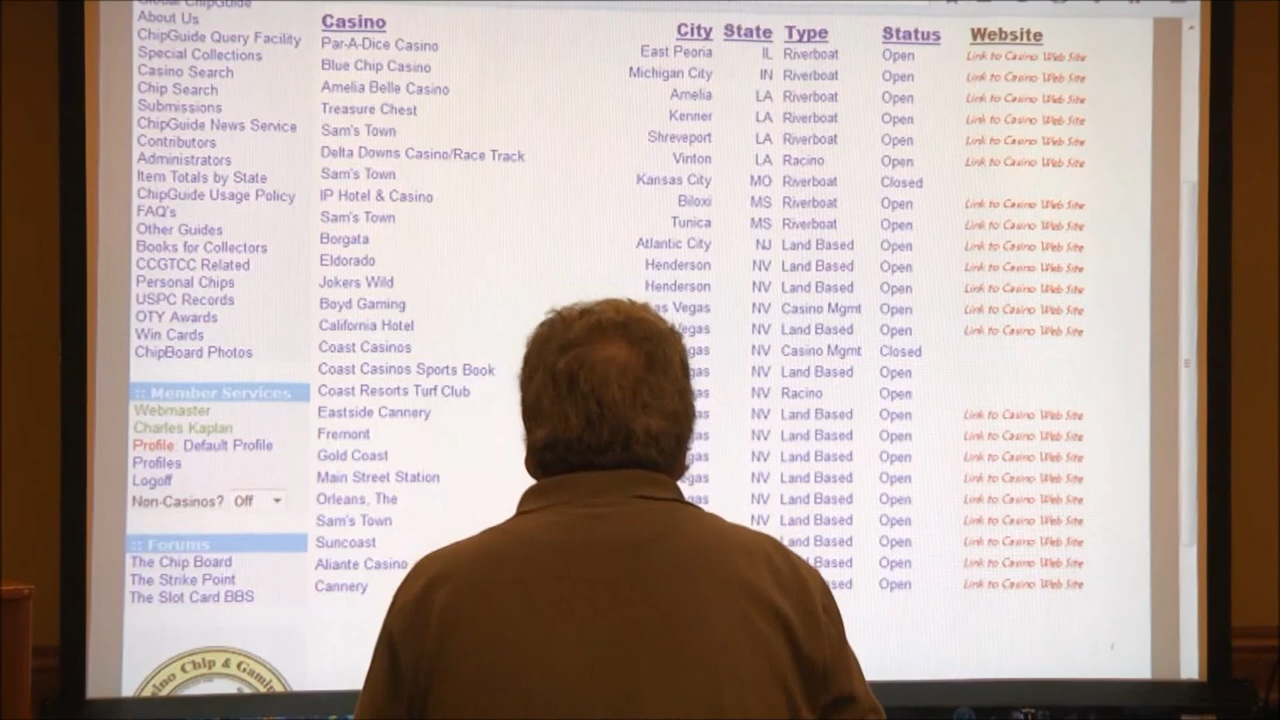 Global ChipGuide
About Us
ChipGuide Query Facility
Special Collections
Casino Search
Chip Search
Submissions
ChipGuide News Service
Contributors
Administrators
Item Totals by State
ChipGuide Usage Policy
FAQ's
Other Guides
Books for Collectors
CCGTCC Related
Personal Chips
USPC Records
OTY Awards
Win Cards
ChipBoard Photos
:: Member Services
Webmaster
Charles Kaplan
Profile: Default Profile
Profiles
Logoff
Non-Casinos? Off
:: Forums
The Chip Board
The Strike Point
The Slot Card BBS
Chip & Gami
Casino City State Type Status Website
Par-A-Dice Casino East Peoria IL Riverboat Open Link to Casino Web Site
Blue Chip Casino Michigan City IN Riverboat Open Link to Casino Web Site
Amelia Belle Casino Amelia LA Riverboat Open Link to Casino Web Site
Treasure Chest Kenner LA Riverboat Open Link to Casino Web Site
Sam's Town Shreveport LA Riverboat Open Link to Casino Web Site
Delta Downs Casino/Race Track Vinton LA Racino Open Link to Casino Web Site
Sam's Town Kansas City MO Riverboat Closed
IP Hotel & Casino Biloxi MS Riverboat Open Link to Casino Web Site
Sam's Town Tunica MS Riverboat Open Link to Casino Web Site
Borgata Atlantic City NJ Land Based Open Link to Casino Web Site
Eldorado Henderson NV Land Based Open Link to Casino Web Site
Jokers Wild Henderson NV Land Based Open Link to Casino Web Site
Boyd Gaming as Vegas NV Casino Mgmt Open Link to Casino Web Site
California Hotel Vegas NV Land Based Open Link to Casino Web Site
Coast Casinos gas NV Casino Mgmt Closed
Coast Casinos Sports Book gas NV Land Based Open
Coast Resorts Turf Club gas NV Racino Open
Eastside Cannery gas NV Land Based Open Link to Casino Web Site
Fremont gas NV Land Based Open Link to Casino Web Site
Gold Coast gas NV Land Based Open Link to Casino Web Site
Main Street Station gas NV Land Based Open Link to Casino Web Site
Orleans, The gas NV Land Based Open Link to Casino Web Site
Sam's Town NV Land Based Open Link to Casino Web Site
Suncoast Based Open Link to Casino Web Site
Aliante Casino Based Open Link to Casino Web Site
Cannery sed Open Link to Casino Web Site